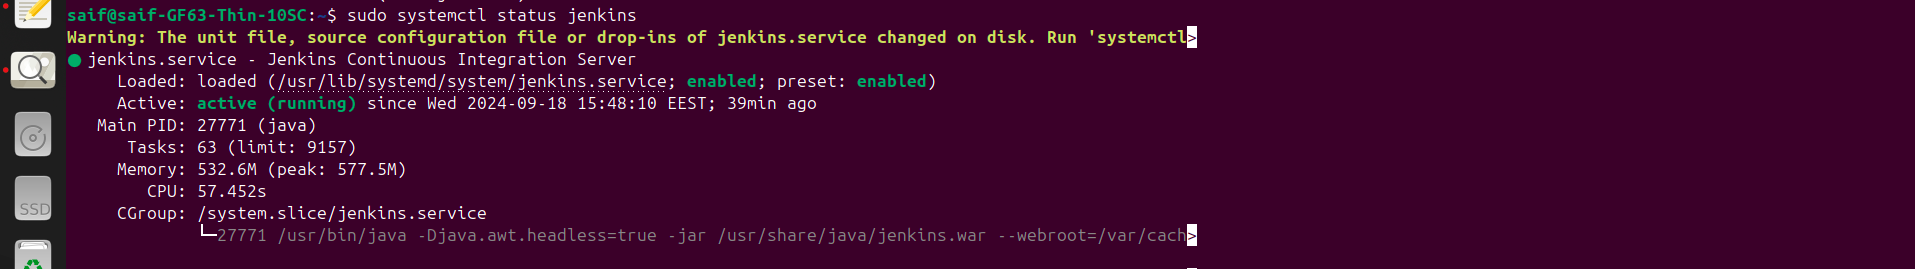 saif@saif-GF63-Thin-10SC:~$ sudo systemctl status jenkins
Warning: The unit file, source configuration file or drop-ins of jenkins.service changed on disk. Run 'systemctl>
● jenkins.service - Jenkins Continuous Integration Server
Loaded: loaded (/usr/lib/systemd/system/jenkins.service; enabled; preset: enabled)
Active: active (running) since Wed 2024-09-18 15:48:10 EEST; 39min ago
Main PID: 27771 (java)
Tasks: 63 (limit: 9157)
Memory: 532.6M (peak: 577.5M)
CPU: 57.452s
CGroup: /system.slice/jenkins.service
└─27771 /usr/bin/java -Djava.awt.headless=true -jar /usr/share/java/jenkins.war --webroot=/var/cach>
SSD